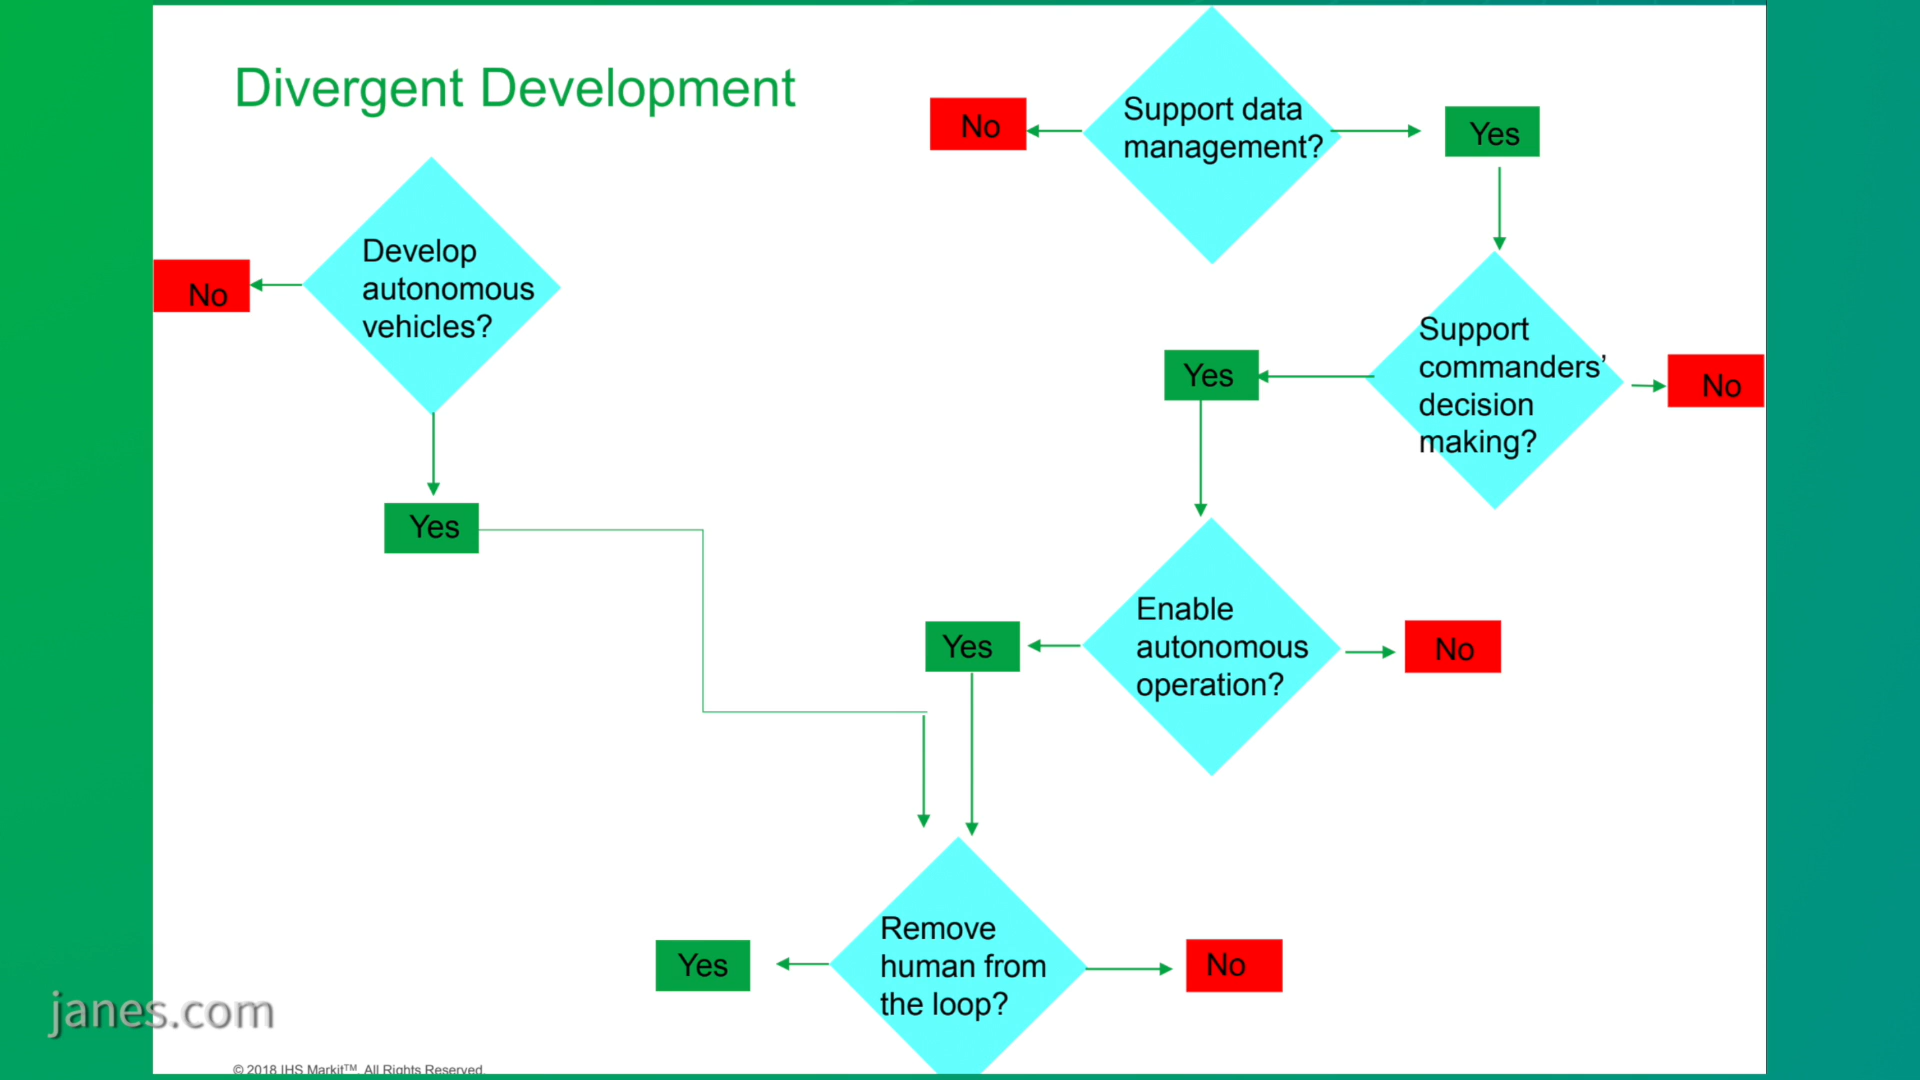 Divergent Development
Support data
management?
No
Yes
Develop
autonomous
vehicles?
No
Yes
Support
commanders’
decision
making?
Yes
No
Enable
autonomous
operation?
Yes
No
Remove
human from
the loop?
Yes
No
janes.com
© 2018 IHS Markit™. All Rights Reserved.